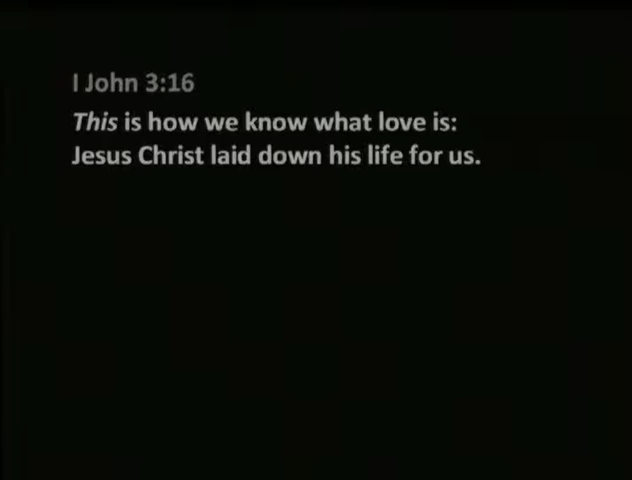 I John 3:16
This is how we know what love is:
Jesus Christ laid down his life for us.